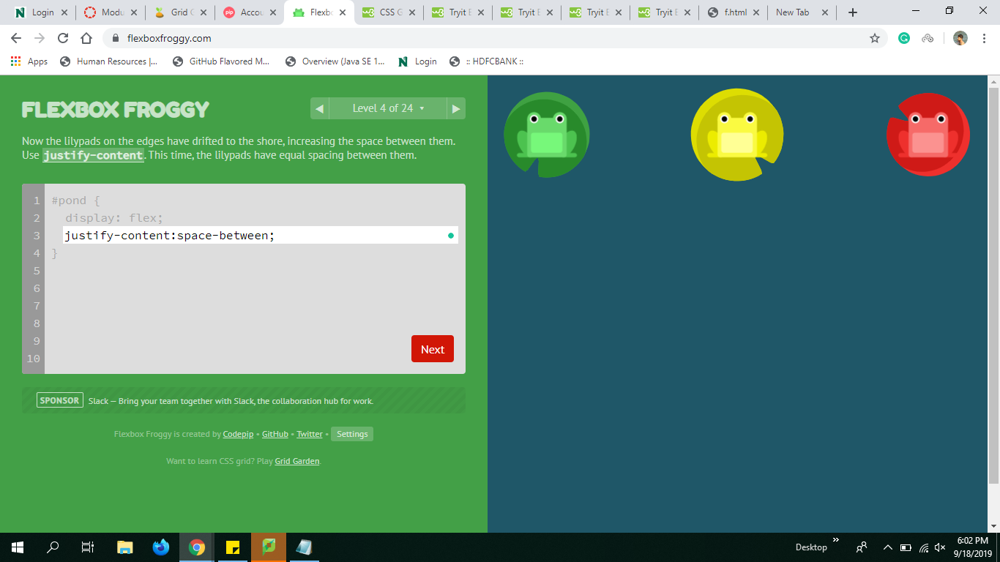 Login
Modu
Grid G
pip
Accou
Flexbo
CSS G
Tryit E
Tryit E
Tryit E
Tryit E
f.html
New Tab
flexboxfroggy.com
Apps
Human Resources |...
GitHub Flavored M...
Overview (Java SE 1...
Login
:: HDFCBANK ::
FLEXBOX FROGGY
◀ Level 4 of 24 ▾ ▶
Now the lilypads on the edges have drifted to the shore, increasing the space between them.
Use justify-content. This time, the lilypads have equal spacing between them.
1 #pond {
2 display: flex;
3 justify-content:space-between;
4 }
5
6
7
8
9
10
Next
SPONSOR Slack — Bring your team together with Slack, the collaboration hub for work.
Flexbox Froggy is created by Codepip • GitHub • Twitter • Settings
Want to learn CSS grid? Play Grid Garden.
Desktop
6:02 PM
9/18/2019